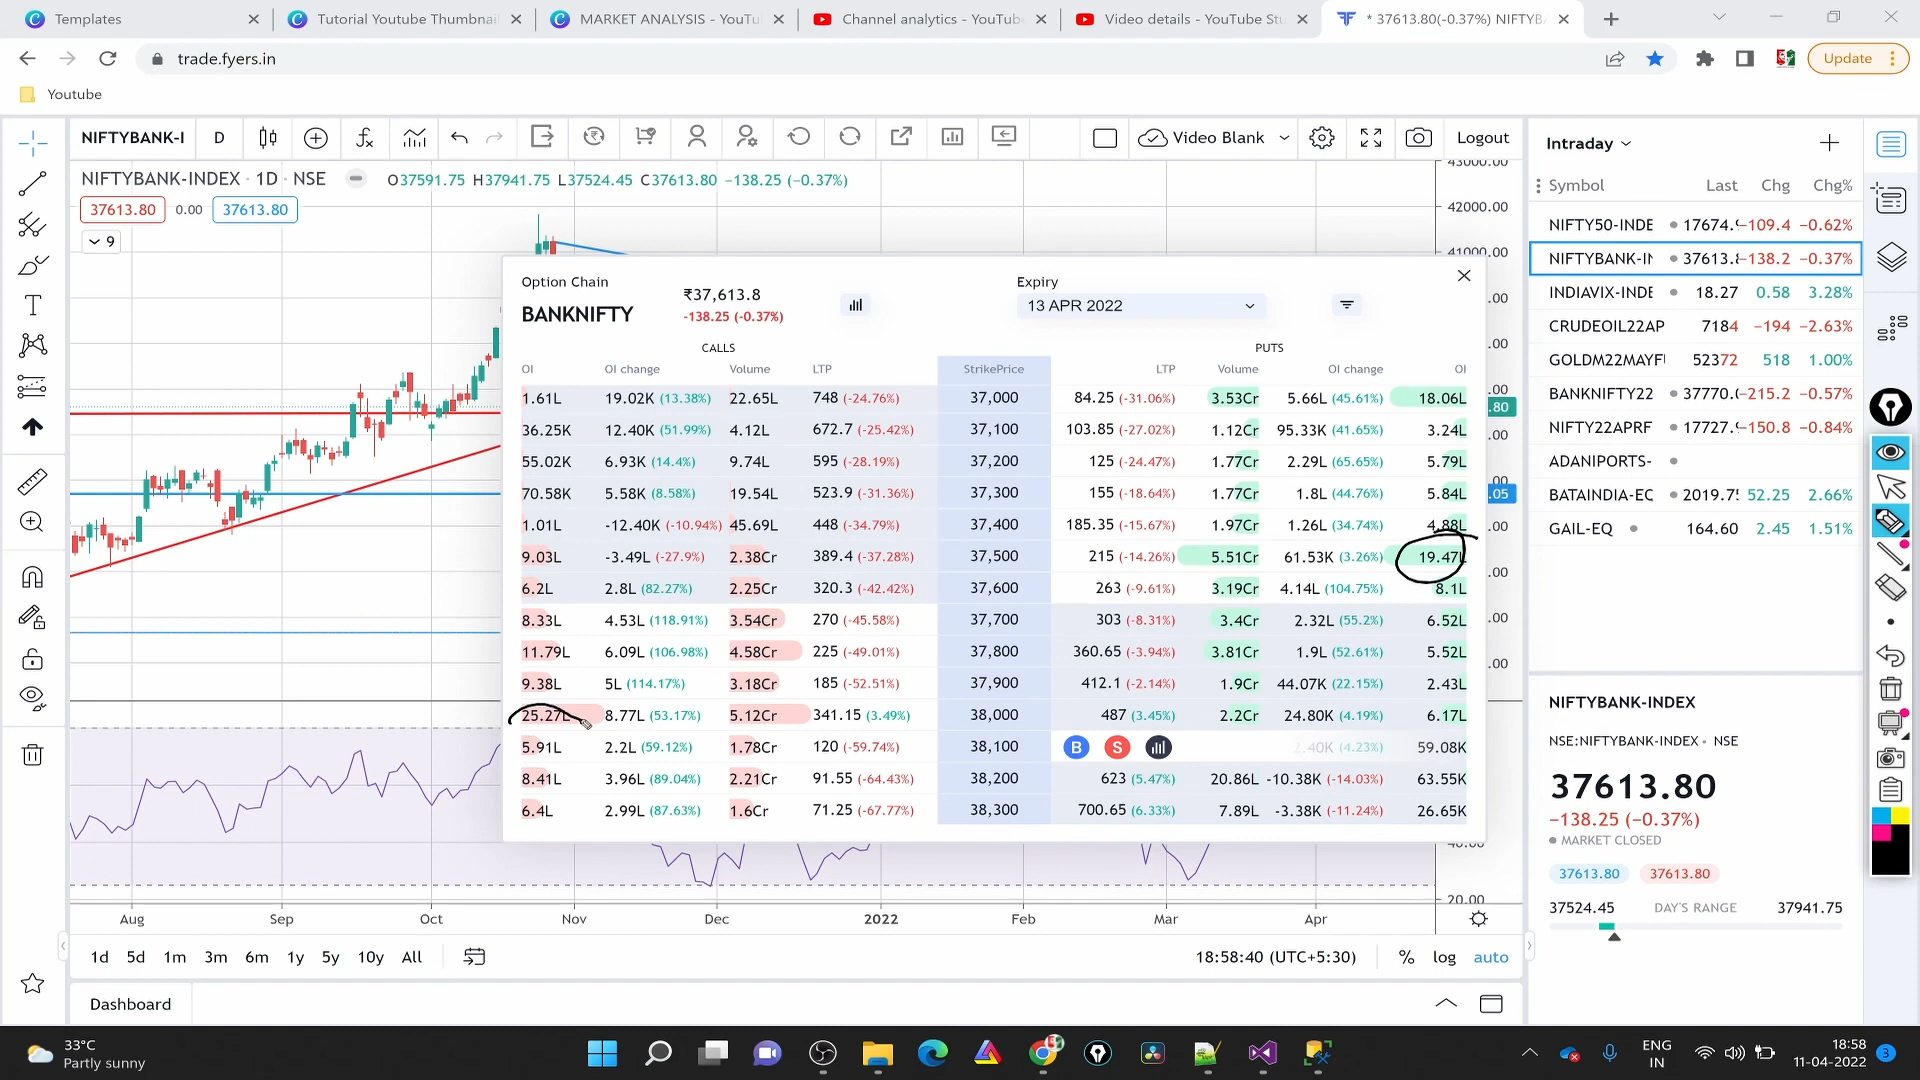 Templates
Tutorial Youtube Thumbnai
MARKET ANALYSIS - YouTu
Channel analytics - YouTube
Video details - YouTube Stu
* 37613.80(-0.37%) NIFTYB
trade.fyers.in
Update
Youtube
NIFTYBANK-I
D
Video Blank
Logout
NIFTYBANK-INDEX · 1D · NSE
O37591.75 H37941.75 L37524.45 C37613.80 −138.25 (−0.37%)
37613.80 0.00 37613.80
9
43000.00
42000.00
41000.00
Option Chain
BANKNIFTY
₹37,613.8
-138.25 (-0.37%)
Expiry
13 APR 2022
CALLS PUTS
OI OI change Volume LTP StrikePrice LTP Volume OI change OI
1.61L 19.02K (13.38%) 22.65L 748 (-24.76%) 37,000 84.25 (-31.06%) 3.53Cr 5.66L (45.61%) 18.06L
36.25K 12.40K (51.99%) 4.12L 672.7 (-25.42%) 37,100 103.85 (-27.02%) 1.12Cr 95.33K (41.65%) 3.24L
55.02K 6.93K (14.4%) 9.74L 595 (-28.19%) 37,200 125 (-24.47%) 1.77Cr 2.29L (65.65%) 5.79L
70.58K 5.58K (8.58%) 19.54L 523.9 (-31.36%) 37,300 155 (-18.64%) 1.77Cr 1.8L (44.76%) 5.84L
1.01L -12.40K (-10.94%) 45.69L 448 (-34.79%) 37,400 185.35 (-15.67%) 1.97Cr 1.26L (34.74%) 4.88L
9.03L -3.49L (-27.9%) 2.38Cr 389.4 (-37.28%) 37,500 215 (-14.26%) 5.51Cr 61.53K (3.26%) 19.47L
6.2L 2.8L (82.27%) 2.25Cr 320.3 (-42.42%) 37,600 263 (-9.61%) 3.19Cr 4.14L (104.75%) 8.1L
8.33L 4.53L (118.91%) 3.54Cr 270 (-45.58%) 37,700 303 (-8.31%) 3.4Cr 2.32L (55.2%) 6.52L
11.79L 6.09L (106.98%) 4.58Cr 225 (-49.01%) 37,800 360.65 (-3.94%) 3.81Cr 1.9L (52.61%) 5.52L
9.38L 5L (114.17%) 3.18Cr 185 (-52.51%) 37,900 412.1 (-2.14%) 1.9Cr 44.07K (22.15%) 2.43L
25.27L 8.77L (53.17%) 5.12Cr 341.15 (3.49%) 38,000 487 (3.45%) 2.2Cr 24.80K (4.19%) 6.17L
5.91L 2.2L (59.12%) 1.78Cr 120 (-59.74%) 38,100 B S 2.40K (4.23%) 59.08K
8.41L 3.96L (89.04%) 2.21Cr 91.55 (-64.43%) 38,200 623 (5.47%) 20.86L -10.38K (-14.03%) 63.55K
6.4L 2.99L (87.63%) 1.6Cr 71.25 (-67.77%) 38,300 700.65 (6.33%) 7.89L -3.38K (-11.24%) 26.65K
.00
.00
.00
.80
.00
.00
.05
.00
.00
.00
.00
40.00
20.00
Aug Sep Oct Nov Dec 2022 Feb Mar Apr
1d 5d 1m 3m 6m 1y 5y 10y All
18:58:40 (UTC+5:30) % log auto
Dashboard
Intraday
Symbol Last Chg Chg%
NIFTY50-INDE 17674.9 −109.4 −0.62%
NIFTYBANK-IN 37613.8 −138.2 −0.37%
INDIAVIX-INDE 18.27 0.58 3.28%
CRUDEOIL22AP 7184 −194 −2.63%
GOLDM22MAYFU 52372 518 1.00%
BANKNIFTY22 37770.0 −215.2 −0.57%
NIFTY22APRF 17727.9 −150.8 −0.84%
ADANIPORTS-
BATAINDIA-EQ 2019.75 52.25 2.66%
GAIL-EQ 164.60 2.45 1.51%
NIFTYBANK-INDEX
NSE:NIFTYBANK-INDEX • NSE
37613.80
−138.25 (−0.37%)
MARKET CLOSED
37613.80 37613.80
37524.45 DAY'S RANGE 37941.75
33°C
Partly sunny
ENG
IN
18:58
11-04-2022
3